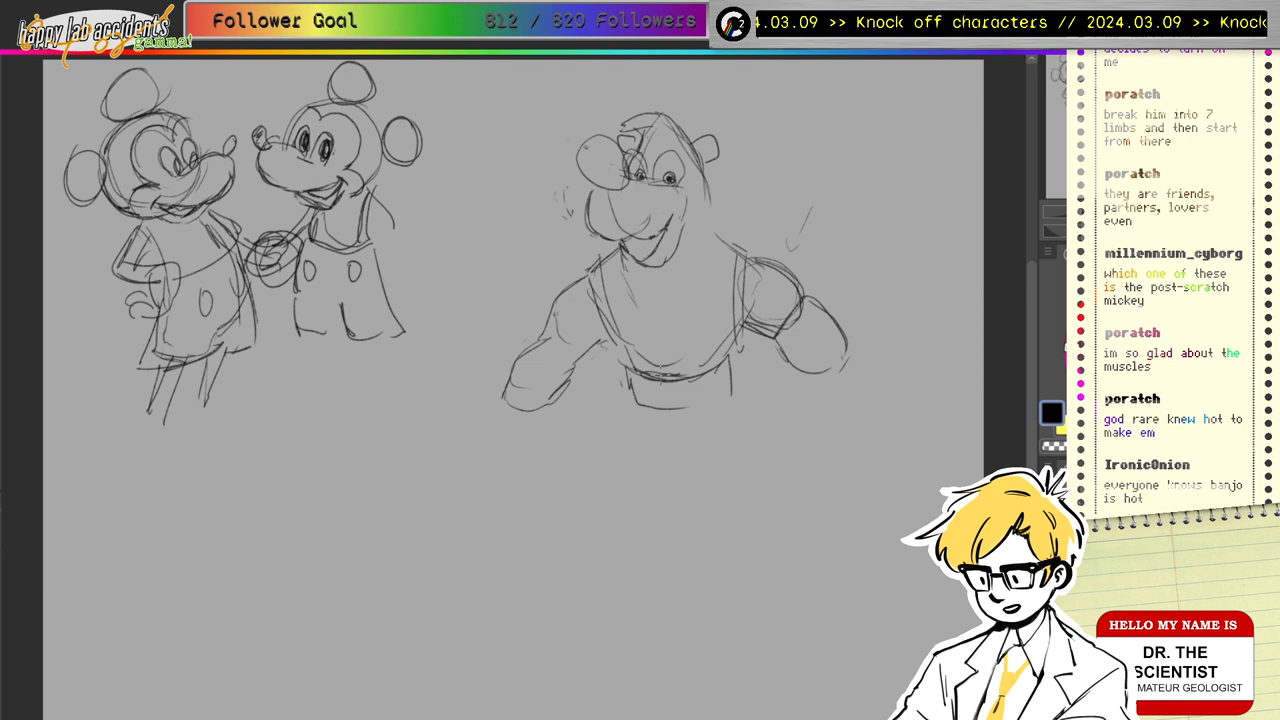 happy lab accidents
gamma!
Follower Goal
812 / 820 Followers
4.03.09 >> Knock off characters // 2024.03.09 >> Knock
decides to turn on
me
poratch
break him into 7
limbs and then start
from there
poratch
they are friends,
partners, lovers
even
millennium_cyborg
which one of these
is the post-scratch
mickey
poratch
im so glad about the
muscles
poratch
god rare knew hot to
make em
IronicOnion
everyone knows banjo
is hot
HELLO MY NAME IS
DR. THE
SCIENTIST
MATEUR GEOLOGIST